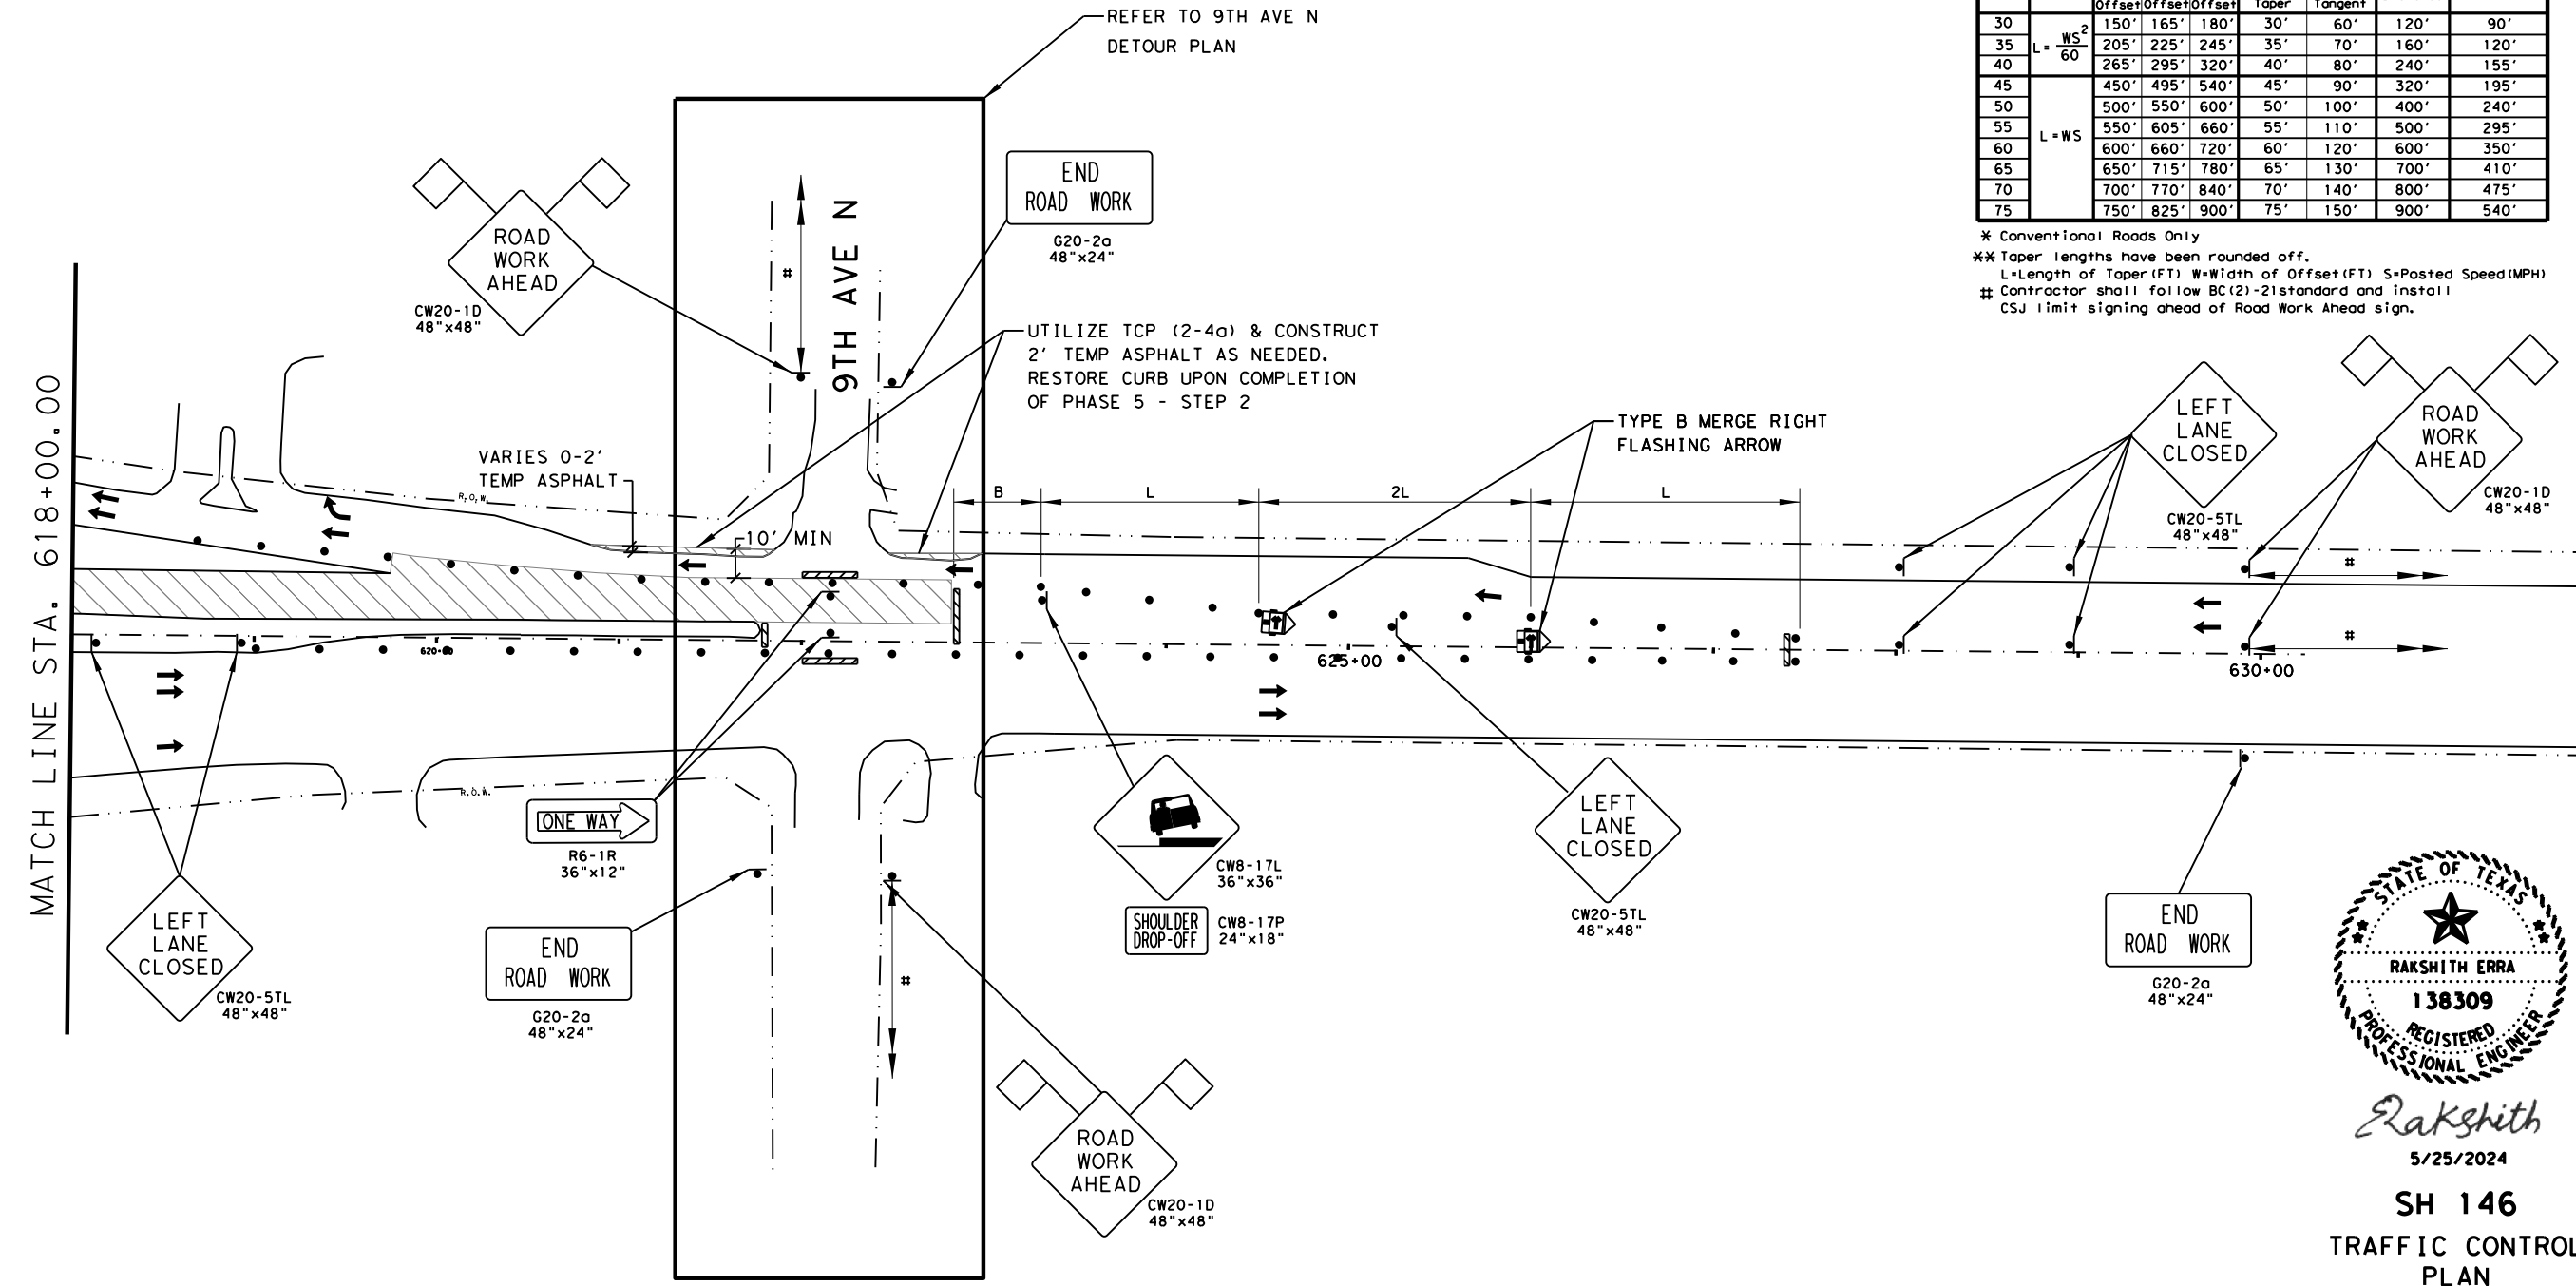 REFER TO 9TH AVE N
DETOUR PLAN
Offset Offset Offset Taper Tangent
30 150' 165' 180' 30' 60' 120' 90'
L= WS²
60
35 205' 225' 245' 35' 70' 160' 120'
40 265' 295' 320' 40' 80' 240' 155'
45 450' 495' 540' 45' 90' 320' 195'
50 500' 550' 600' 50' 100' 400' 240'
55 550' 605' 660' 55' 110' 500' 295'
L=WS
60 600' 660' 720' 60' 120' 600' 350'
65 650' 715' 780' 65' 130' 700' 410'
70 700' 770' 840' 70' 140' 800' 475'
75 750' 825' 900' 75' 150' 900' 540'
* Conventional Roads Only
** Taper lengths have been rounded off.
L=Length of Taper(FT) W=Width of Offset(FT) S=Posted Speed(MPH)
# Contractor shall follow BC(2)-21standard and install
CSJ limit signing ahead of Road Work Ahead sign.
ROAD
WORK
AHEAD
CW20-1D
48"x48"
END
ROAD WORK
G20-2a
48"x24"
#
9TH AVE N
UTILIZE TCP (2-4a) & CONSTRUCT
2' TEMP ASPHALT AS NEEDED.
RESTORE CURB UPON COMPLETION
OF PHASE 5 - STEP 2
TYPE B MERGE RIGHT
FLASHING ARROW
LEFT
LANE
CLOSED
CW20-5TL
48"x48"
ROAD
WORK
AHEAD
CW20-1D
48"x48"
MATCH LINE STA. 618+00.00
VARIES 0-2'
TEMP ASPHALT
R.O.W.
10' MIN
B
L
2L
L
#
#
620+00
625+00
630+00
R.O.W.
ONE WAY
R6-1R
36"x12"
CW8-17L
36"x36"
SHOULDER
DROP-OFF
CW8-17P
24"x18"
LEFT
LANE
CLOSED
CW20-5TL
48"x48"
LEFT
LANE
CLOSED
CW20-5TL
48"x48"
END
ROAD WORK
G20-2a
48"x24"
#
END
ROAD WORK
G20-2a
48"x24"
ROAD
WORK
AHEAD
CW20-1D
48"x48"
STATE OF TEXAS
RAKSHITH ERRA
138309
REGISTERED
PROFESSIONAL ENGINEER
ERakshith
5/25/2024
SH 146
TRAFFIC CONTROL
PLAN